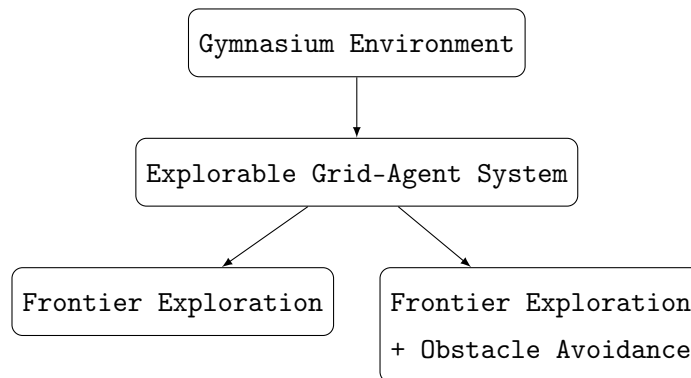 Gymnasium Environment
Explorable Grid-Agent System
Frontier Exploration
Frontier Exploration
+ Obstacle Avoidance